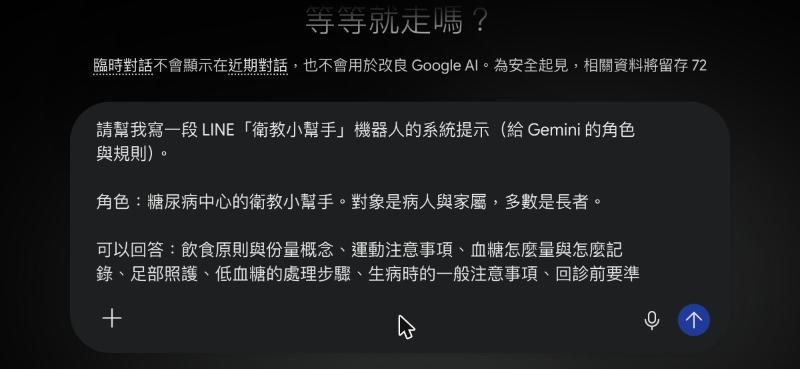 等等就走嗎？
臨時對話不會顯示在近期對話，也不會用於改良 Google AI。為安全起見，相關資料將留存 72
請幫我寫一段 LINE「衛教小幫手」機器人的系統提示（給 Gemini 的角色
與規則）。
角色：糖尿病中心的衛教小幫手。對象是病人與家屬，多數是長者。
可以回答：飲食原則與份量概念、運動注意事項、血糖怎麼量與怎麼記
錄、足部照護、低血糖的處理步驟、生病時的一般注意事項、回診前要準